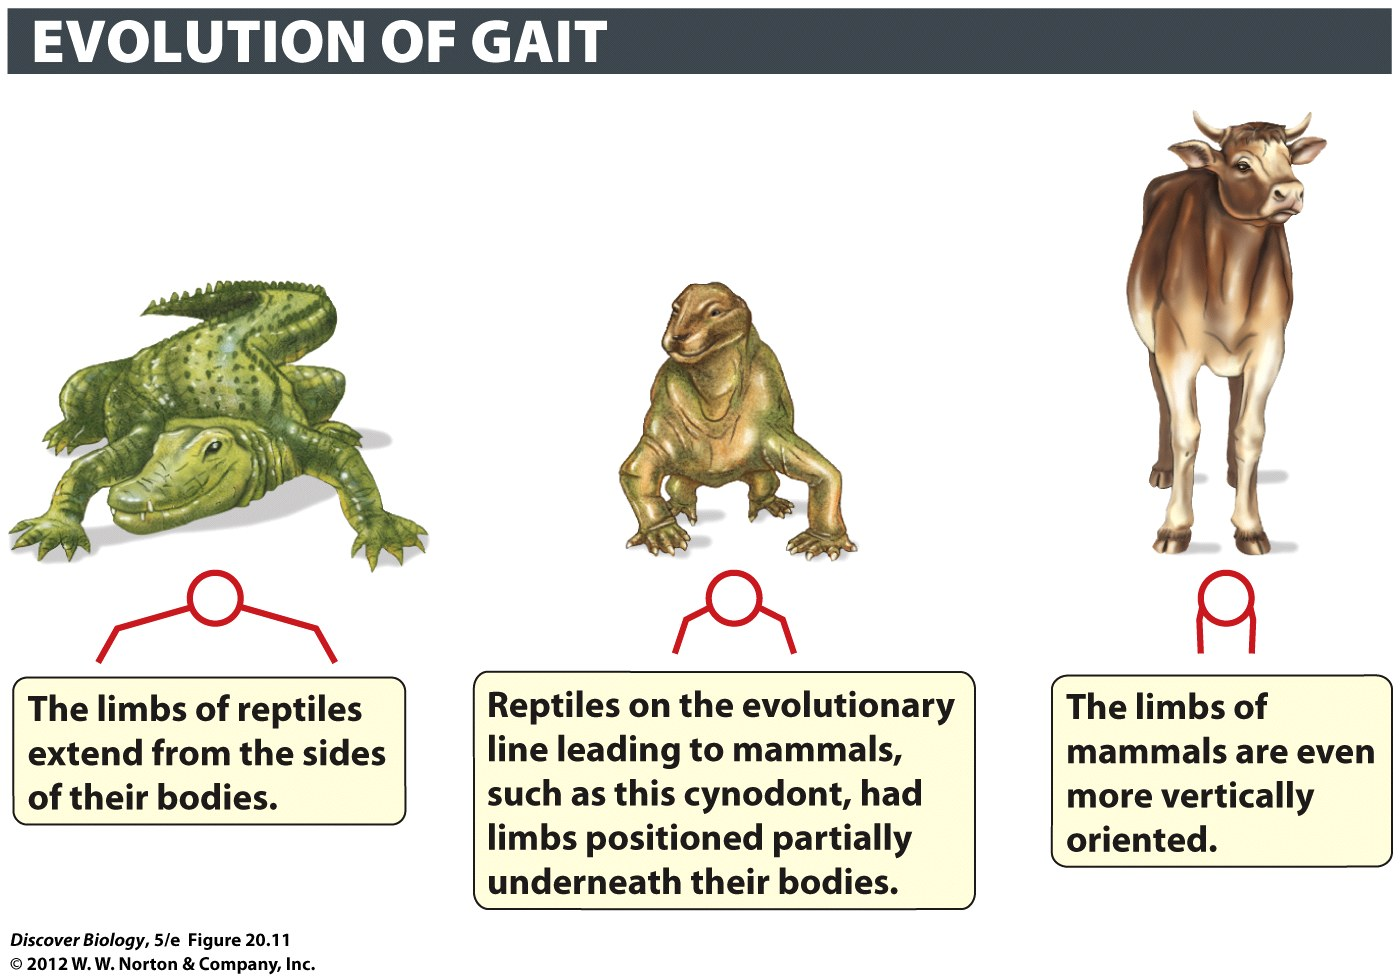 EVOLUTION OF GAIT
The limbs of reptiles
extend from the sides
of their bodies.
Reptiles on the evolutionary
line leading to mammals,
such as this cynodont, had
limbs positioned partially
underneath their bodies.
The limbs of
mammals are even
more vertically
oriented.
Discover Biology, 5/e Figure 20.11
© 2012 W. W. Norton & Company, Inc.